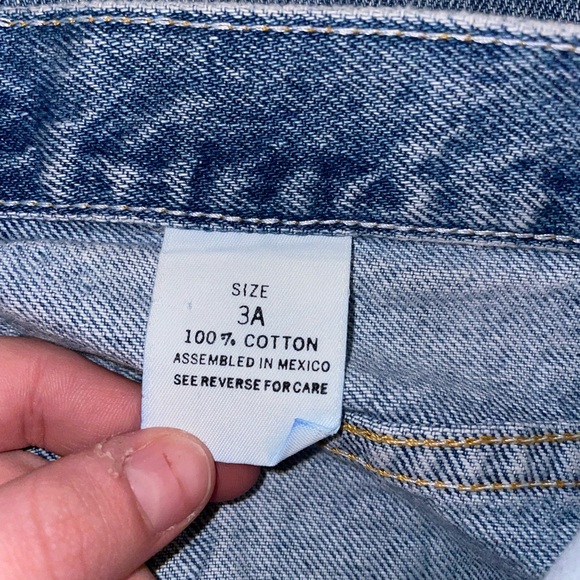 SIZE
3A
100% COTTON
ASSEMBLED IN MEXICO
SEE REVERSE FOR CARE